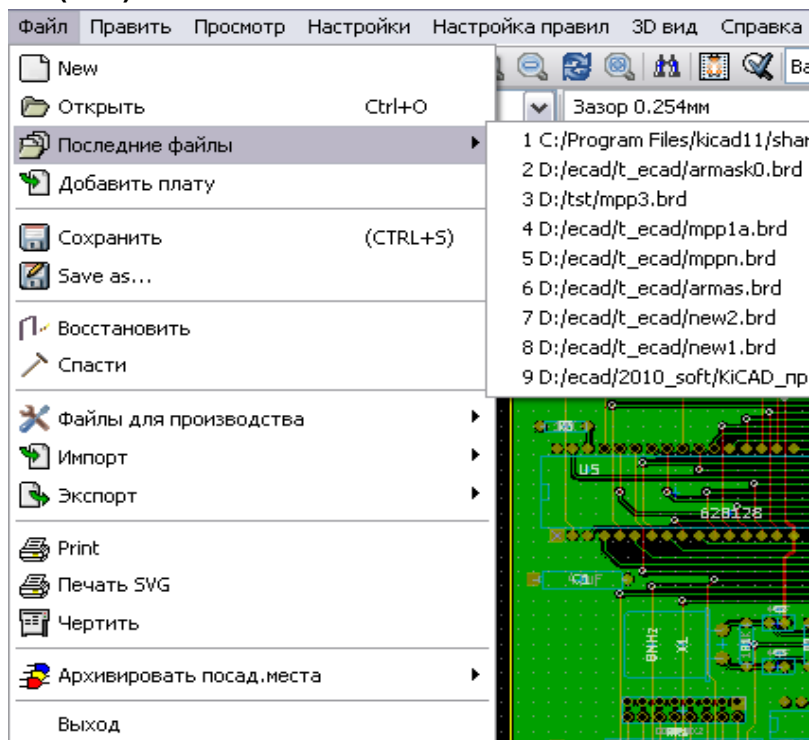 Файл Править Просмотр Настройки Настройка правил 3D вид Справка
New
Открыть Ctrl+O
Зазор 0.254мм
Последние файлы
1 C:/Program Files/kicad11/shar
2 D:/ecad/t_ecad/armask0.brd
3 D:/tst/mpp3.brd
4 D:/ecad/t_ecad/mpp1a.brd
5 D:/ecad/t_ecad/mppn.brd
6 D:/ecad/t_ecad/armas.brd
7 D:/ecad/t_ecad/new2.brd
8 D:/ecad/t_ecad/new1.brd
9 D:/ecad/2010_soft/KiCAD_пр
Добавить плату
Сохранить (CTRL+S)
Save as...
Восстановить
Спасти
Файлы для производства
Импорт
Экспорт
Print
Печать SVG
Чертить
Архивировать посад.места
Выход
U5
628128
X1